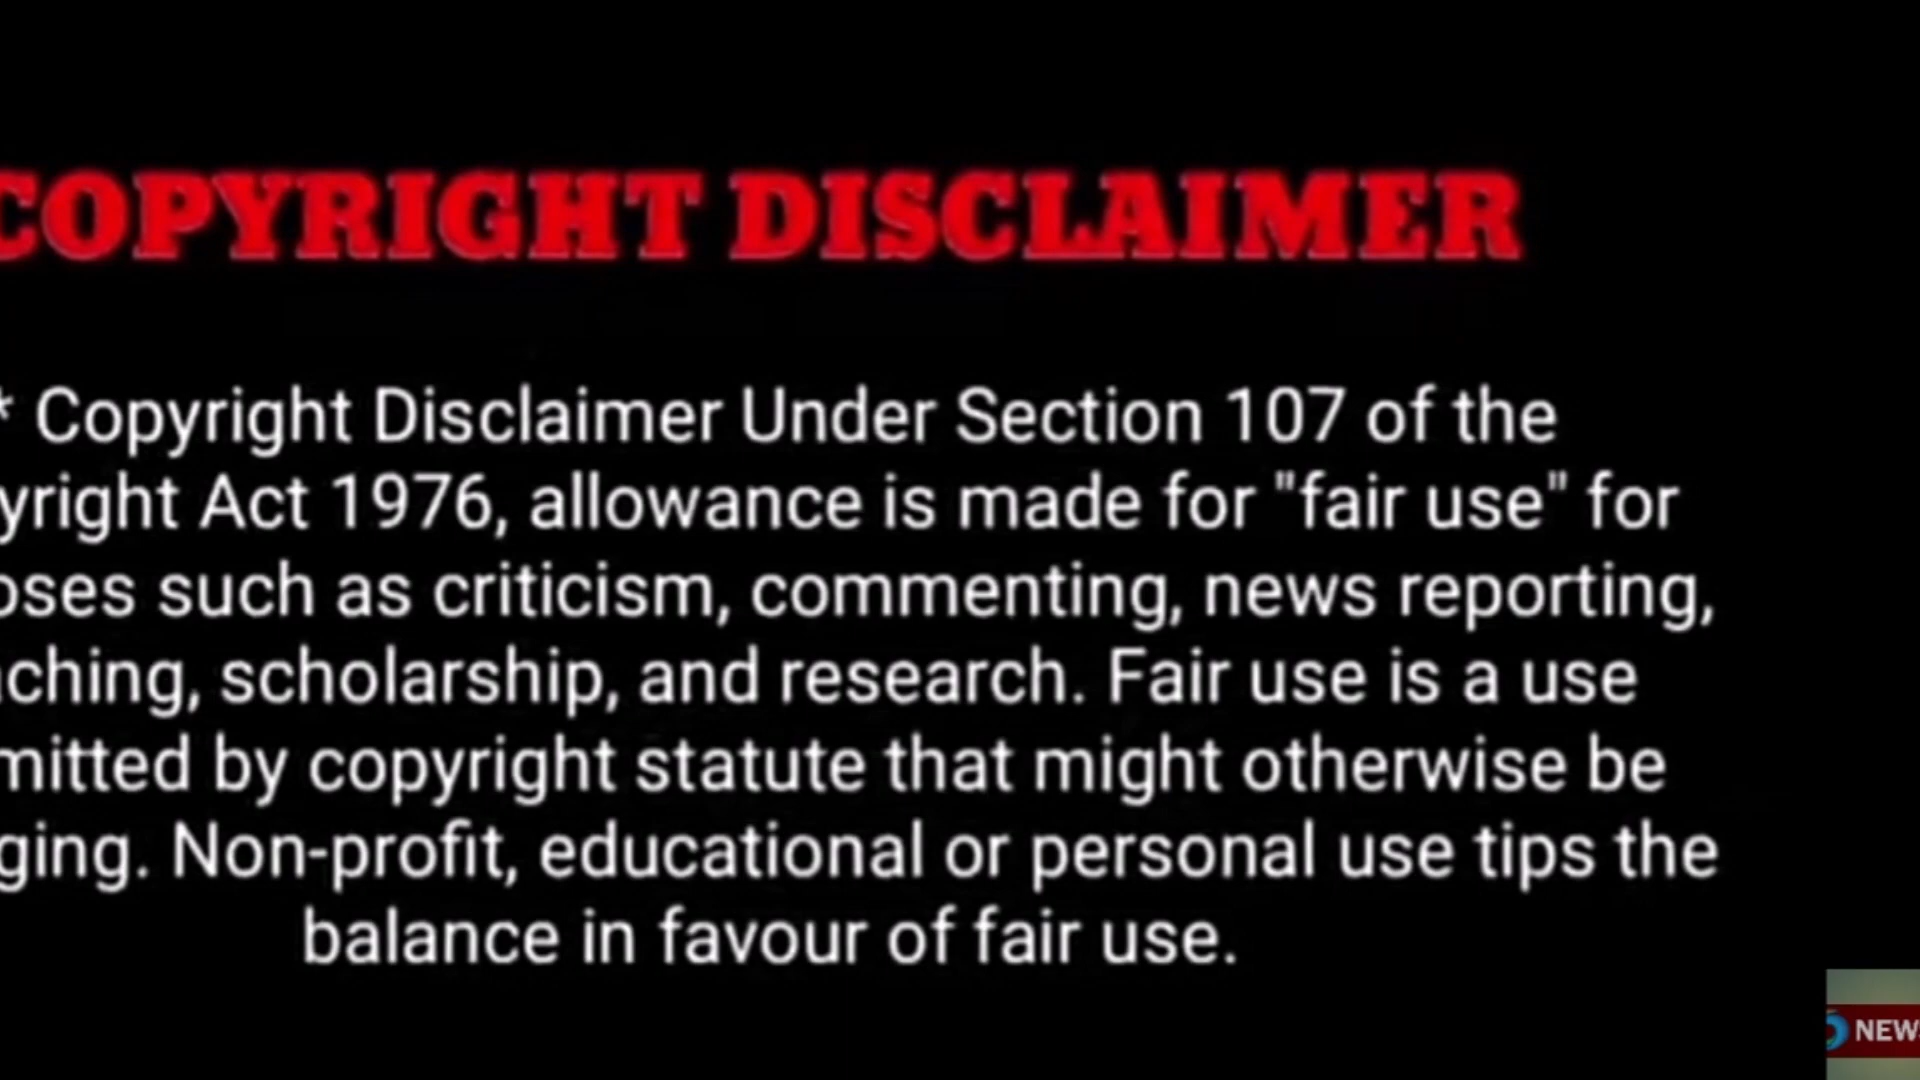 COPYRIGHT DISCLAIMER
* Copyright Disclaimer Under Section 107 of the
yright Act 1976, allowance is made for "fair use" for
oses such as criticism, commenting, news reporting,
ching, scholarship, and research. Fair use is a use
mitted by copyright statute that might otherwise be
ging. Non-profit, educational or personal use tips the
balance in favour of fair use.
NEWS